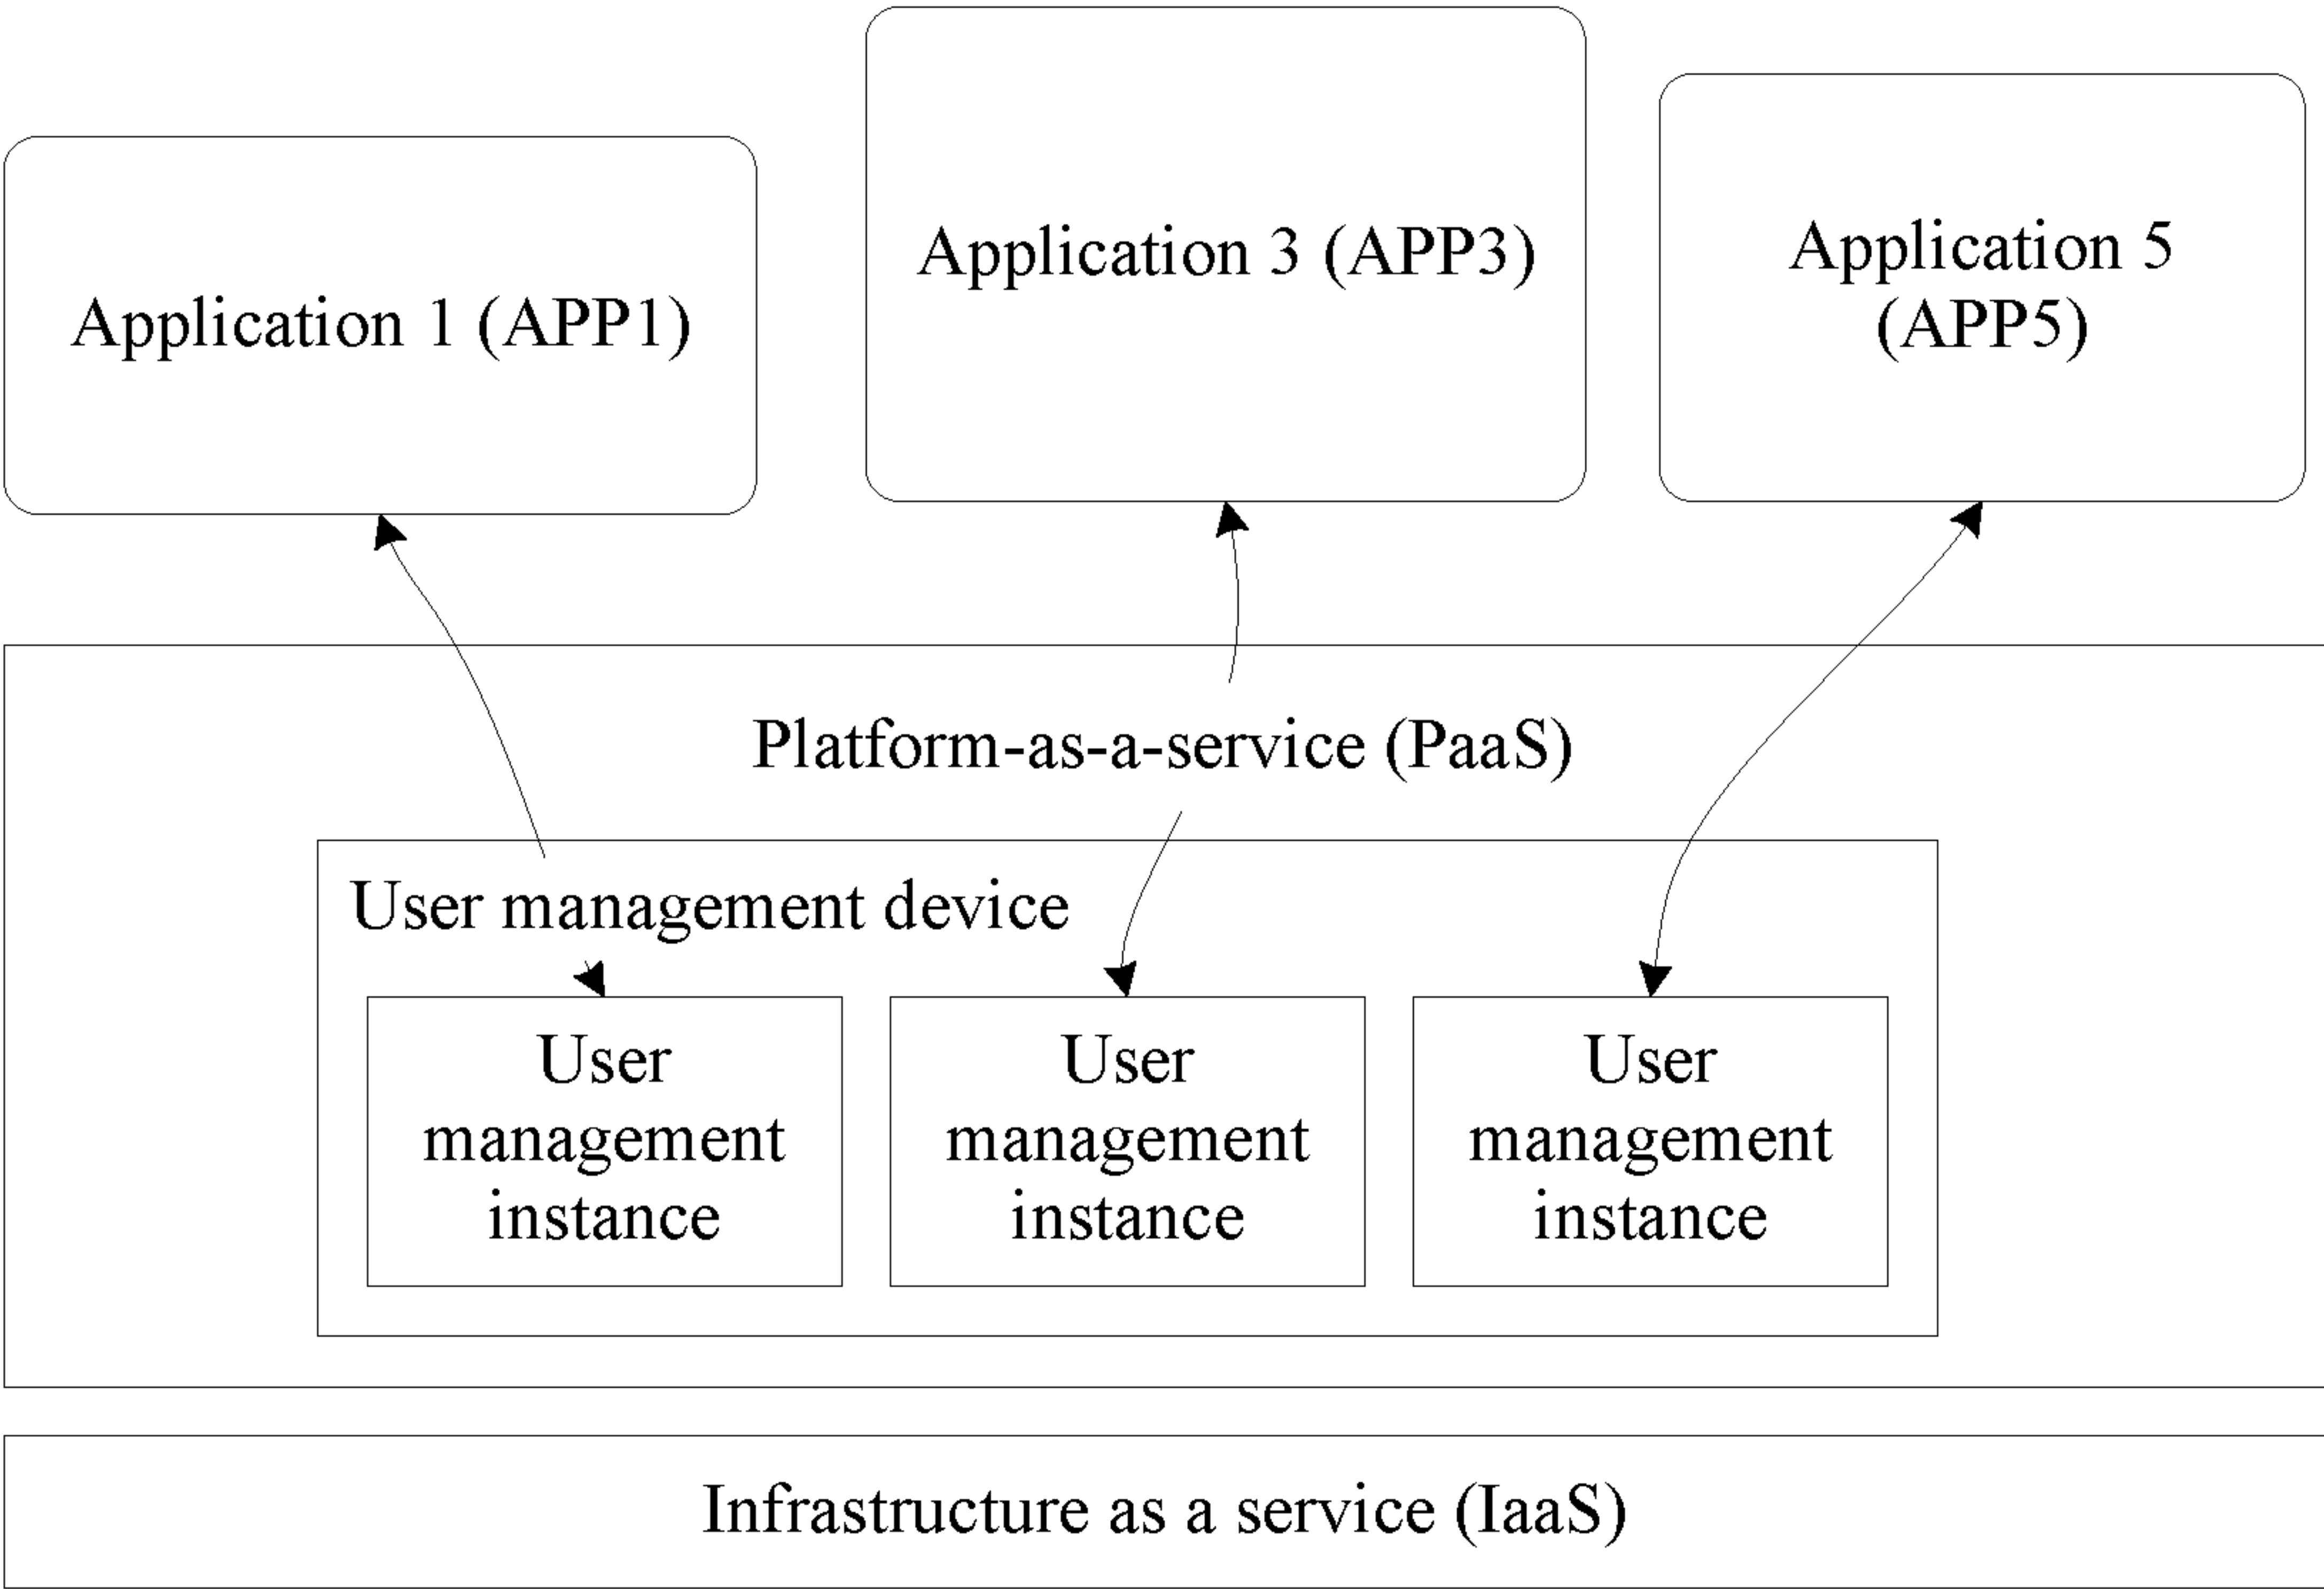 Application 1 (APP1)
Application 3 (APP3)
Application 5
(APP5)
Platform-as-a-service (PaaS)
User management device
User
management
instance
User
management
instance
User
management
instance
Infrastructure as a service (IaaS)